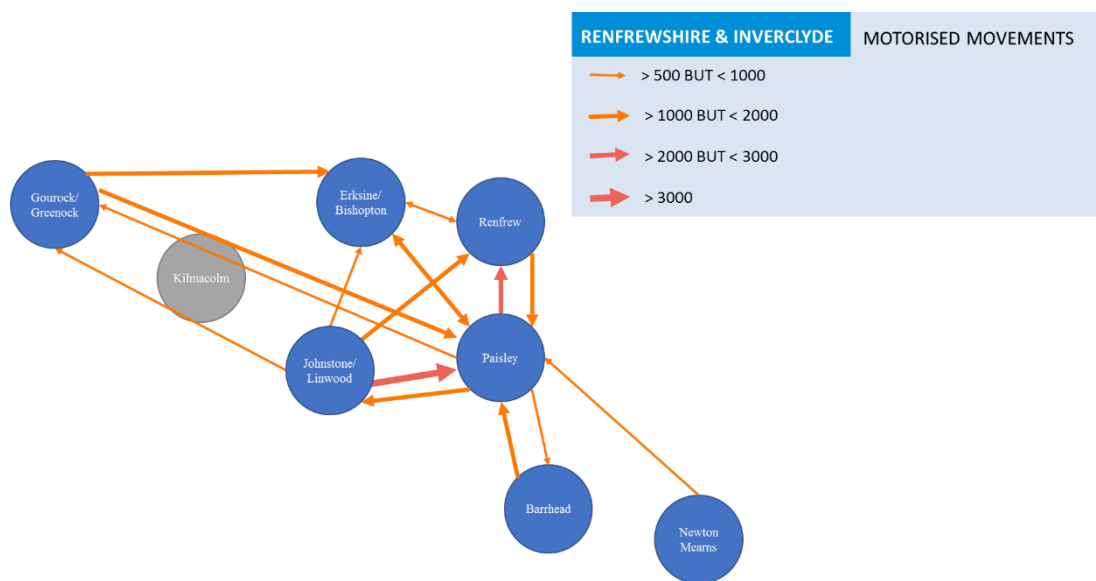 RENFREWSHIRE & INVERCLYDE
MOTORISED MOVEMENTS
> 500 BUT < 1000
> 1000 BUT < 2000
> 2000 BUT < 3000
> 3000
Gourock/
Greenock
Erksine/
Bishopton
Renfrew
Kilmacolm
Johnstone/
Linwood
Paisley
Barrhead
Newton
Mearns